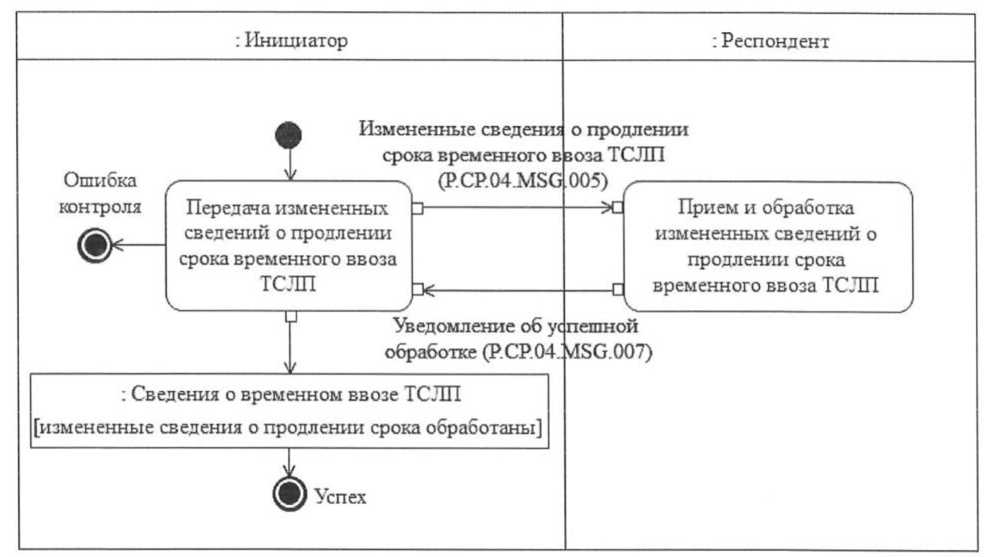 : Инициатор
: Респондент
Измененные сведения о продлении
срока временного ввоза ТСЛП
(P.CP.04.MSG.005)
Ошибка
контроля
Передача измененных
сведений о продлении
срока временного ввоза
ТСЛП
Прием и обработка
измененных сведений о
продлении срока
временного ввоза ТСЛП
Уведомление об успешной
обработке (P.CP.04.MSG.007)
: Сведения о временном ввозе ТСЛП
[измененные сведения о продлении срока обработаны]
Успех